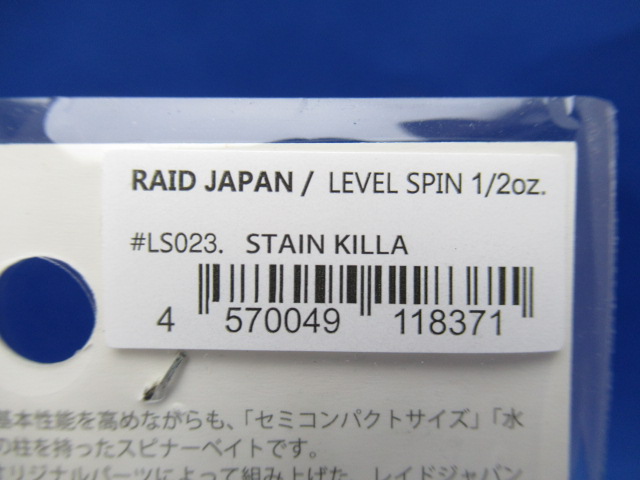 RAID JAPAN / LEVEL SPIN 1/2oz.
#LS023. STAIN KILLA
4 570049 118371
基本性能を高めながらも、「セミコンパクトサイズ」「水
の柱を持ったスピナーベイトです。
オリジナルパーツによって組み上げた、レイドジャパン